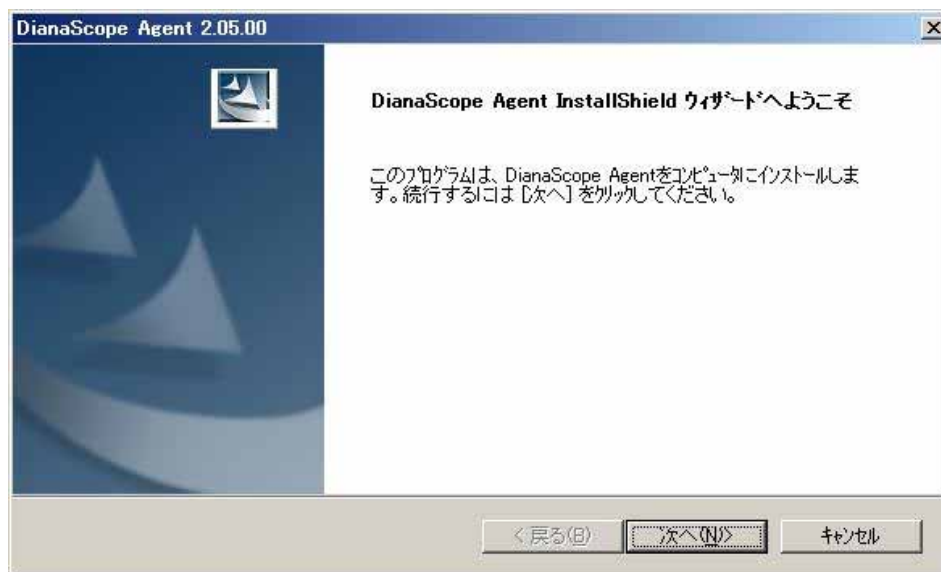 DianaScope Agent 2.05.00
DianaScope Agent InstallShield ウィザードへようこそ
このプログラムは、DianaScope Agentをコンピュータにインストールしま
す。続行するには [次へ] をクリックしてください。
< 戻る(B)
次へ(N)>
キャンセル